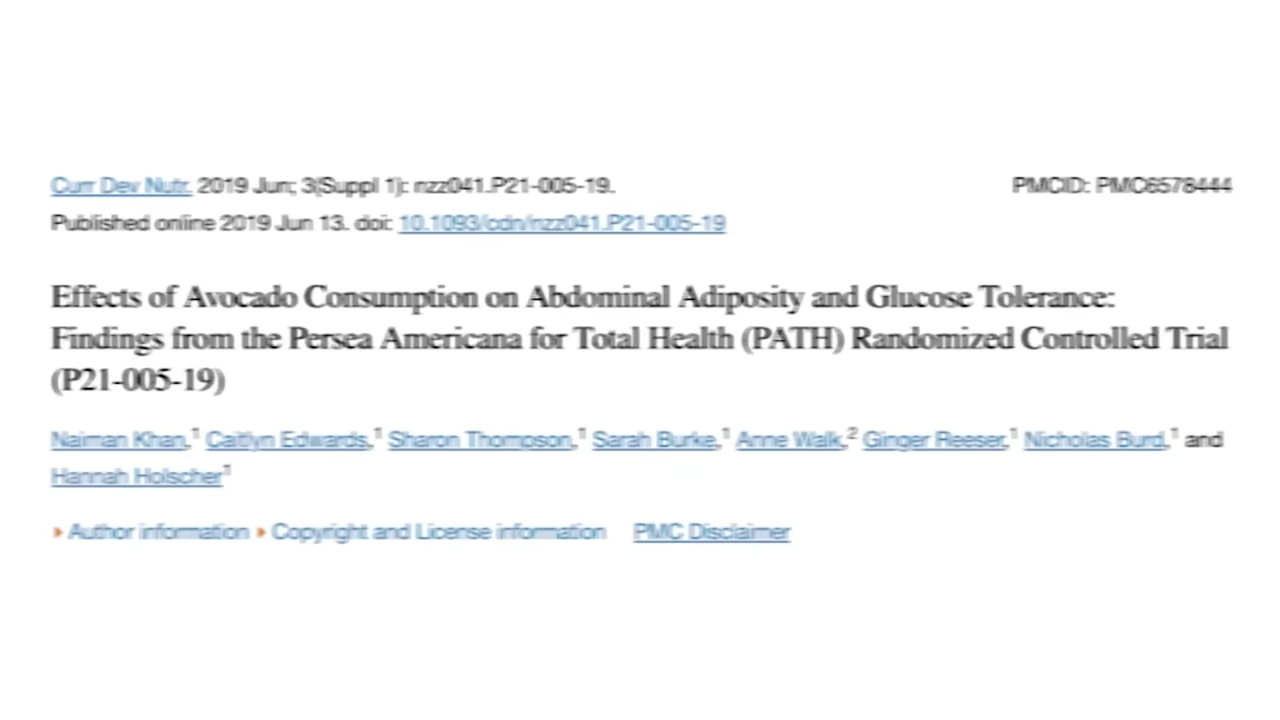 Curr Dev Nutr. 2019 Jun; 3(Suppl 1): nzz041.P21-005-19. PMCID: PMC6578444
Published online 2019 Jun 13. doi: 10.1093/cdn/nzz041.P21-005-19
Effects of Avocado Consumption on Abdominal Adiposity and Glucose Tolerance:
Findings from the Persea Americana for Total Health (PATH) Randomized Controlled Trial
(P21-005-19)
Naiman Khan,1 Caitlyn Edwards,1 Sharon Thompson,1 Sarah Burke,1 Anne Walk,2 Ginger Reeser,1 Nicholas Burd,1 and
Hannah Holscher1
▸ Author information ▸ Copyright and License information PMC Disclaimer